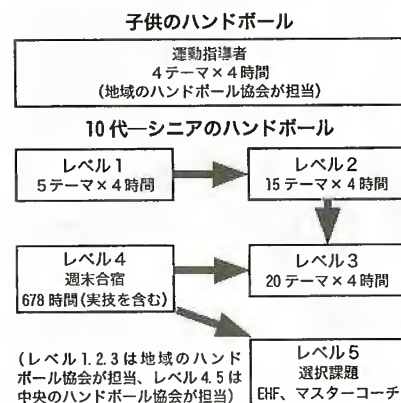 子供のハンドボール
運動指導者
4テーマ×4時間
(地域のハンドボール協会が担当)
10代―シニアのハンドボール
レベル1
5テーマ×4時間
レベル2
15テーマ×4時間
レベル4
週末合宿
678時間(実技を含む)
レベル3
20テーマ×4時間
(レベル1.2.3は地域のハンド
ボール協会が担当、レベル4.5は
中央のハンドボール協会が担当)
レベル5
選択課題
EHF、マスターコーチ